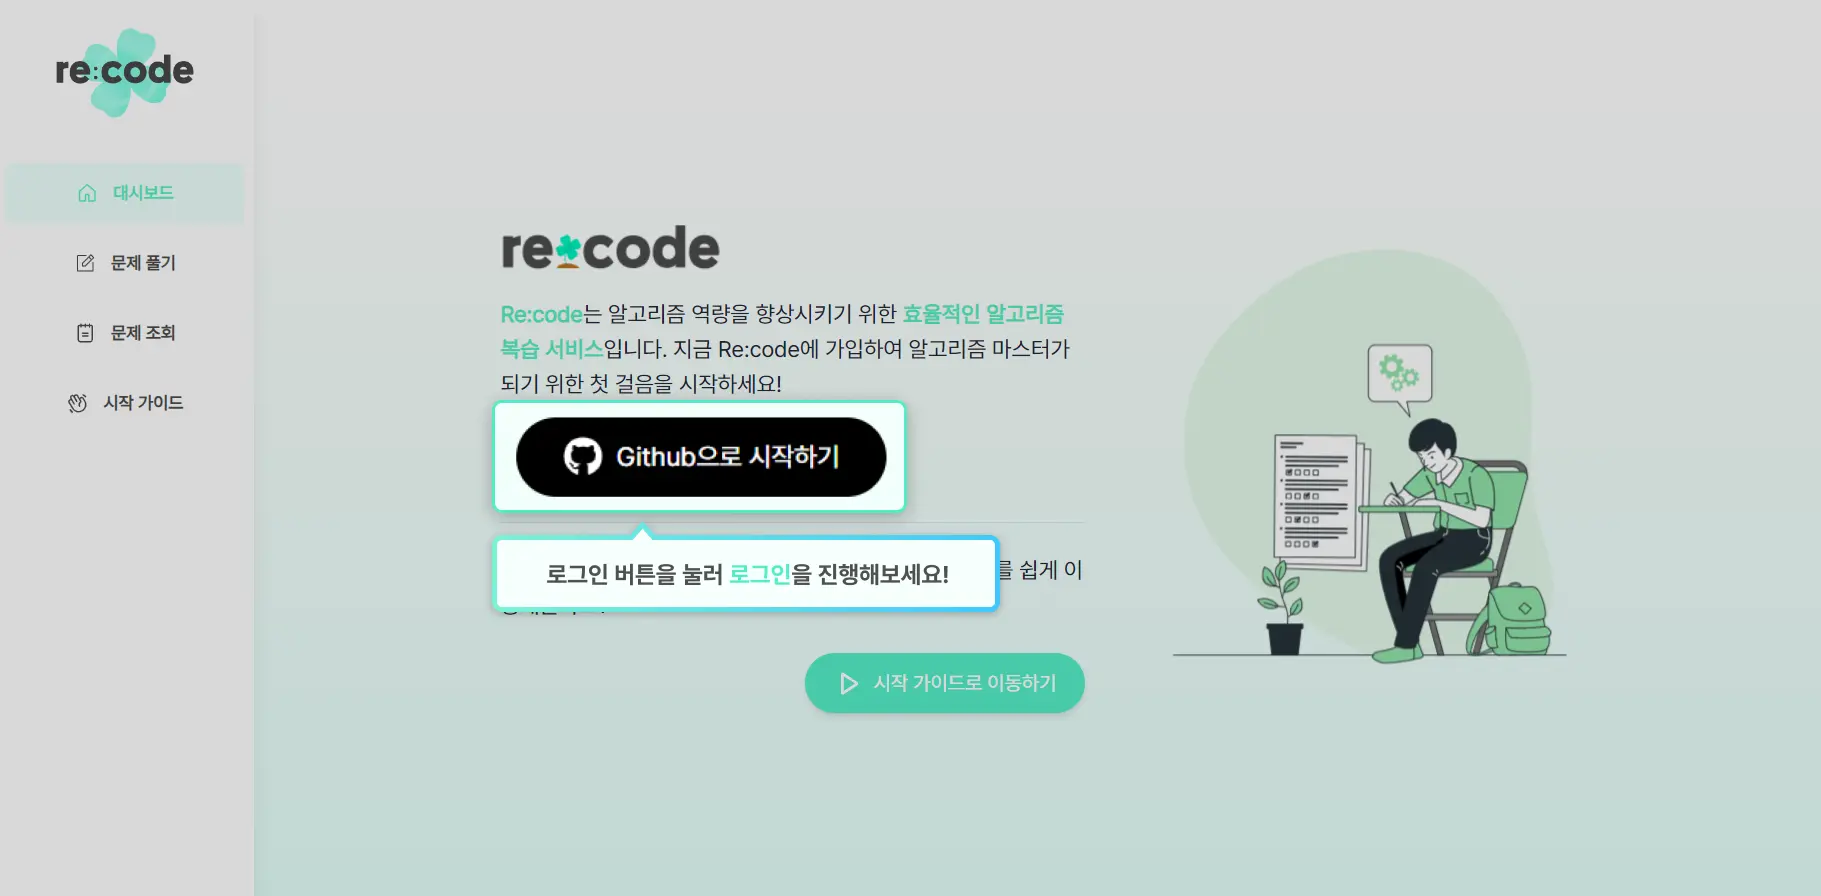 re:code
대시보드
문제 풀기
문제 조회
시작 가이드
re:code
Re:code는 알고리즘 역량을 향상시키기 위한 효율적인 알고리즘
복습 서비스입니다. 지금 Re:code에 가입하여 알고리즘 마스터가
되기 위한 첫 걸음을 시작하세요!
Github으로 시작하기
로그인 버튼을 눌러 로그인을 진행해보세요!
를 쉽게 이
시작 가이드로 이동하기